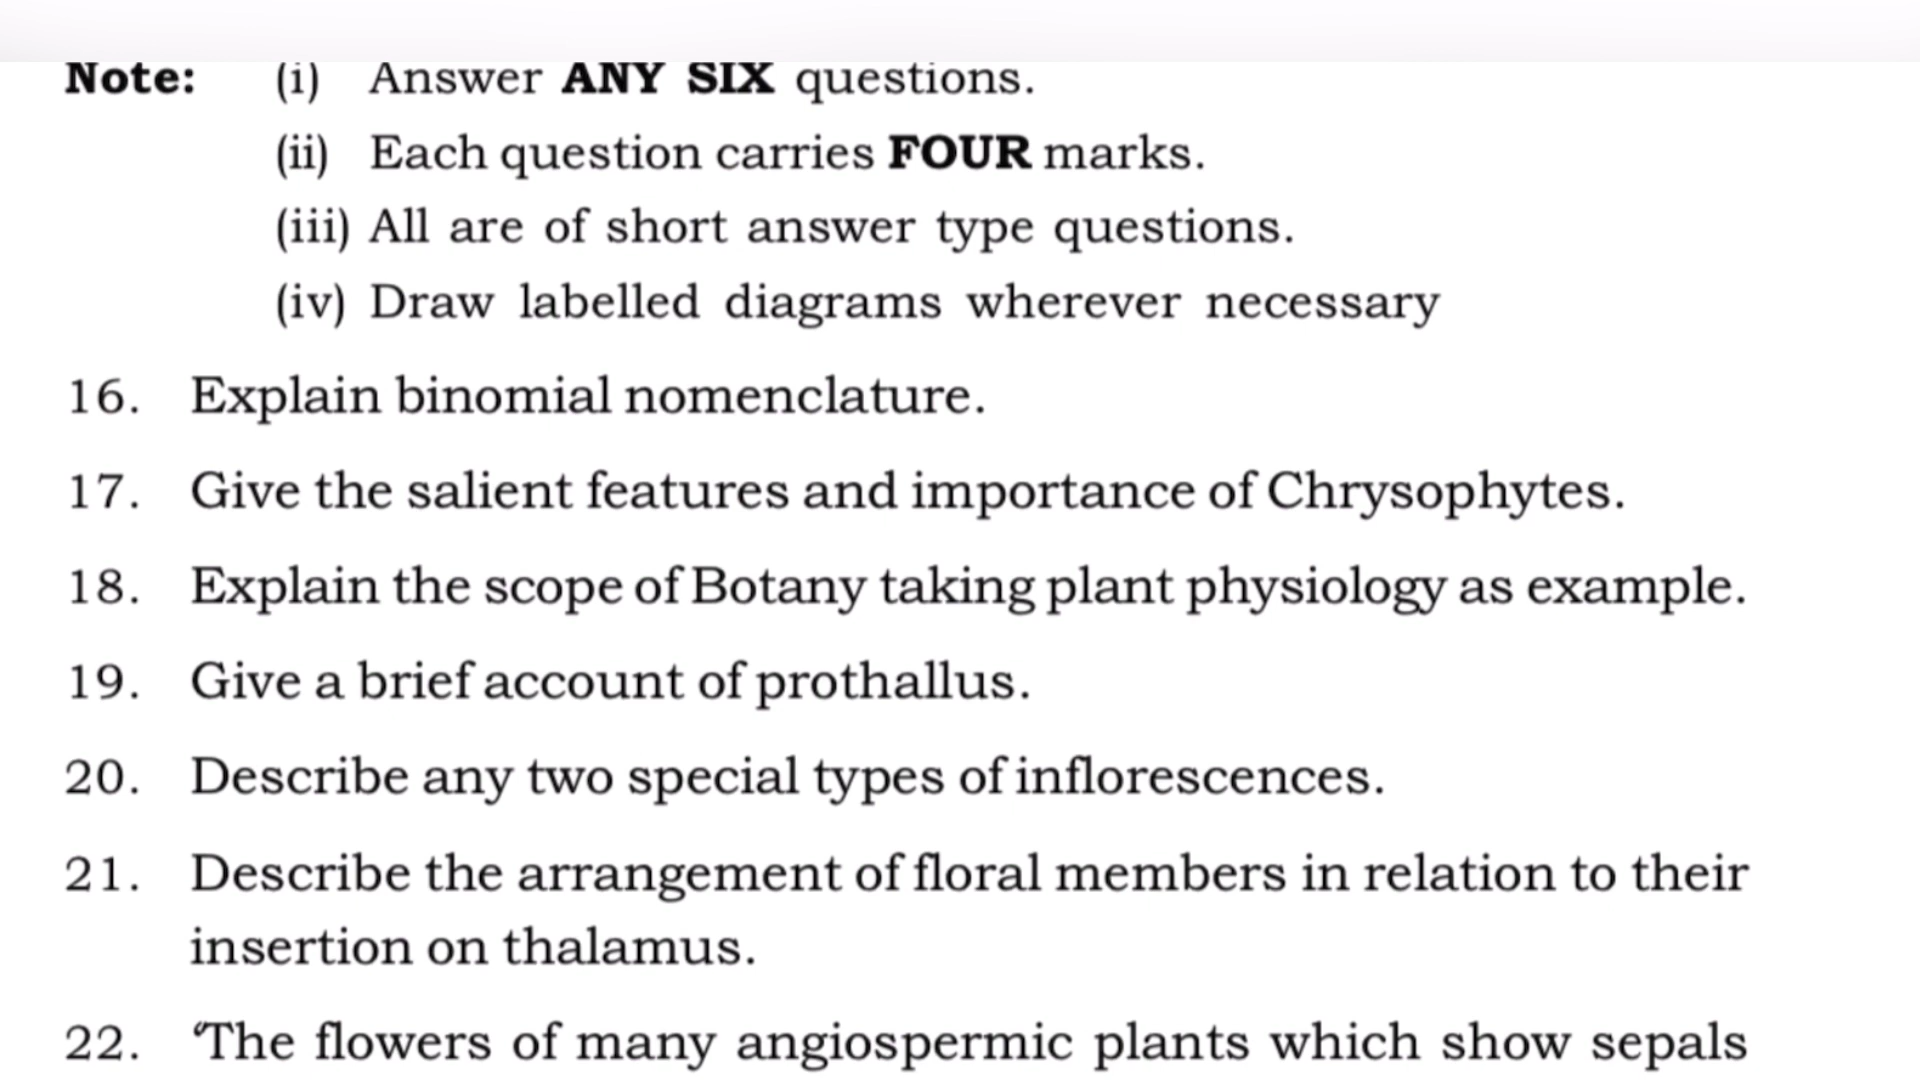 Note: (i) Answer ANY SIX questions.
(ii) Each question carries FOUR marks.
(iii) All are of short answer type questions.
(iv) Draw labelled diagrams wherever necessary
16. Explain binomial nomenclature.
17. Give the salient features and importance of Chrysophytes.
18. Explain the scope of Botany taking plant physiology as example.
19. Give a brief account of prothallus.
20. Describe any two special types of inflorescences.
21. Describe the arrangement of floral members in relation to their
insertion on thalamus.
22. ‘The flowers of many angiospermic plants which show sepals